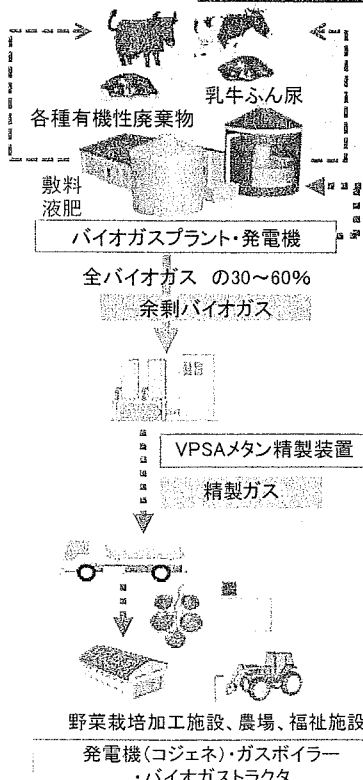 乳牛ふん尿
各種有機性廃棄物
敷料
液肥
バイオガスプラント・発電機
全バイオガス の30～60%
余剰バイオガス
VPSAメタン精製装置
精製ガス
野菜栽培加工施設、農場、福祉施設
発電機(コジェネ)・ガスボイラー
・バイオガストラクタ